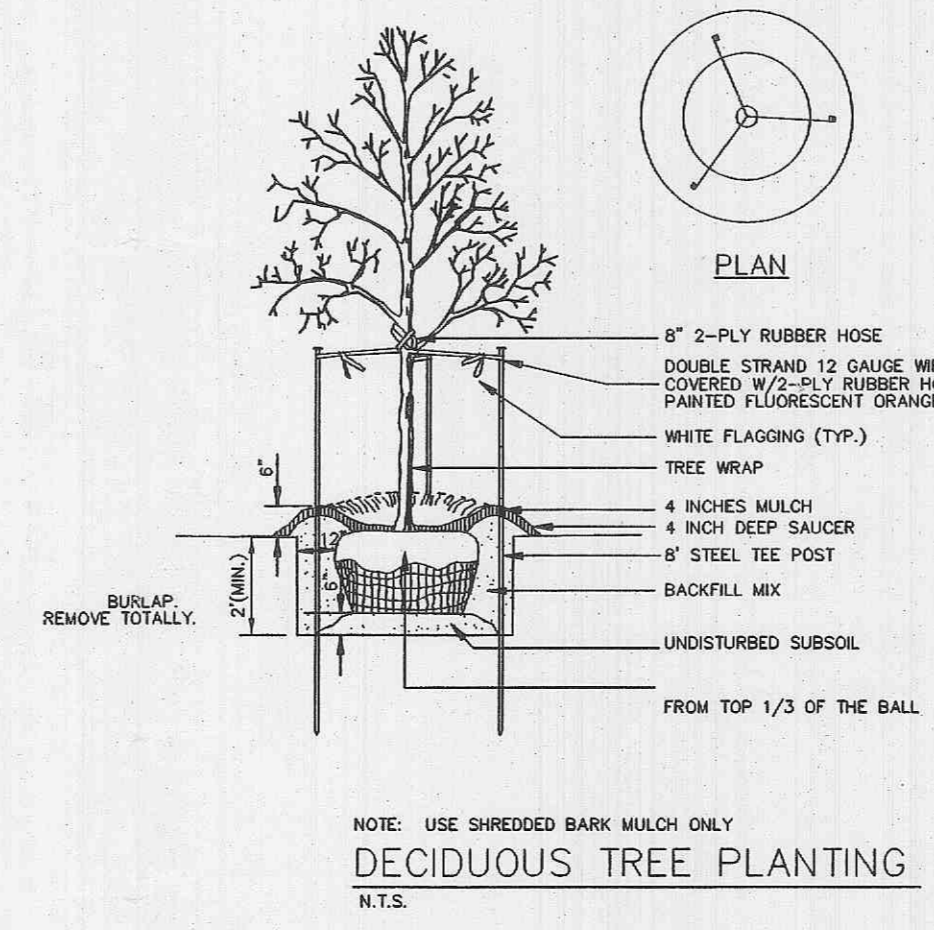 PLAN
8" 2-PLY RUBBER HOSE
DOUBLE STRAND 12 GAUGE
COVERED W/2-PLY RUBBER
PAINTED FLUORESCENT ORANGE
WHITE FLAGGING (TYP.)
TREE WRAP
6"
4 INCHES MULCH
4 INCH DEEP SAUCER
12"
8' STEEL TEE POST
6"
2'(MIN.)
BACKFILL MIX
BURLAP.
REMOVE TOTALLY.
UNDISTURBED SUBSOIL
FROM TOP 1/3 OF THE BALL
NOTE: USE SHREDDED BARK MULCH ONLY
DECIDUOUS TREE PLANTING
N.T.S.